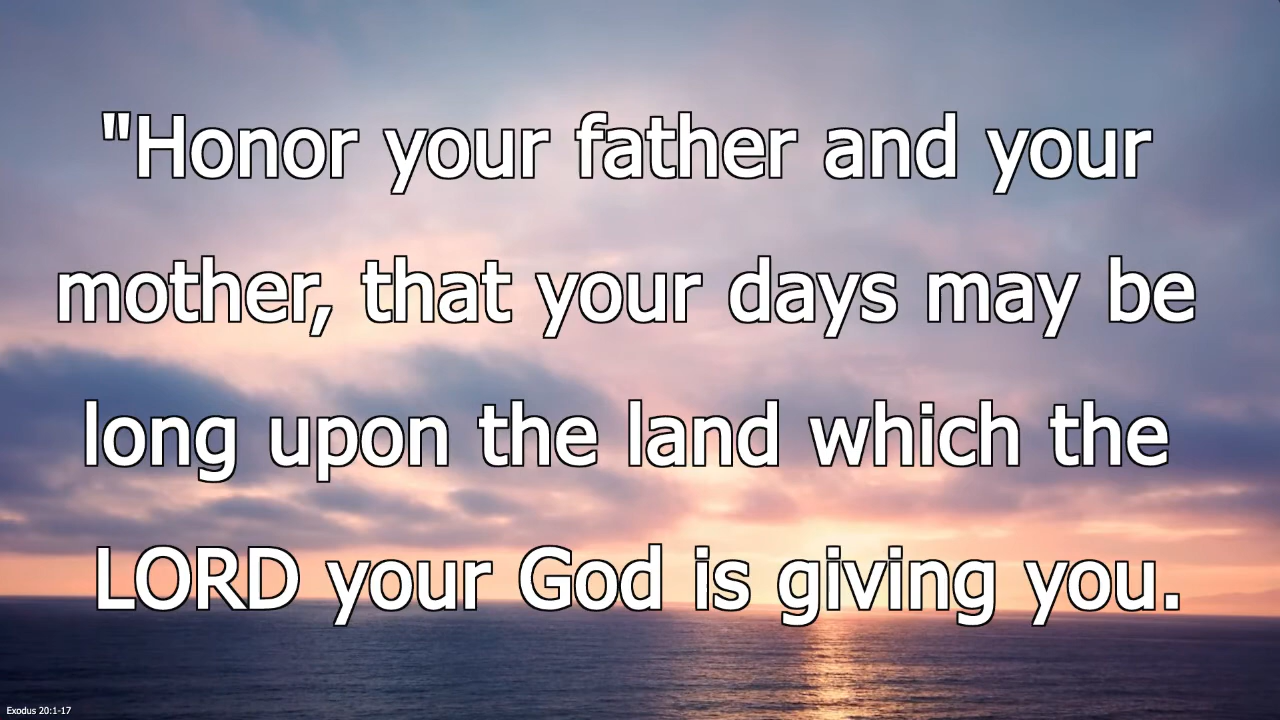 "Honor your father and your
mother, that your days may be
long upon the land which the
LORD your God is giving you.
Exodus 20:1-17